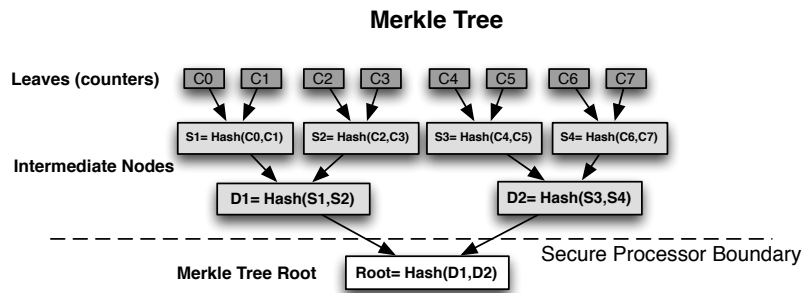 Merkle Tree
Leaves (counters) C0 C1 C2 C3 C4 C5 C6 C7
S1= Hash(C0,C1) S2= Hash(C2,C3) S3= Hash(C4,C5) S4= Hash(C6,C7)
Intermediate Nodes
D1= Hash(S1,S2) D2= Hash(S3,S4)
Secure Processor Boundary
Merkle Tree Root Root= Hash(D1,D2)